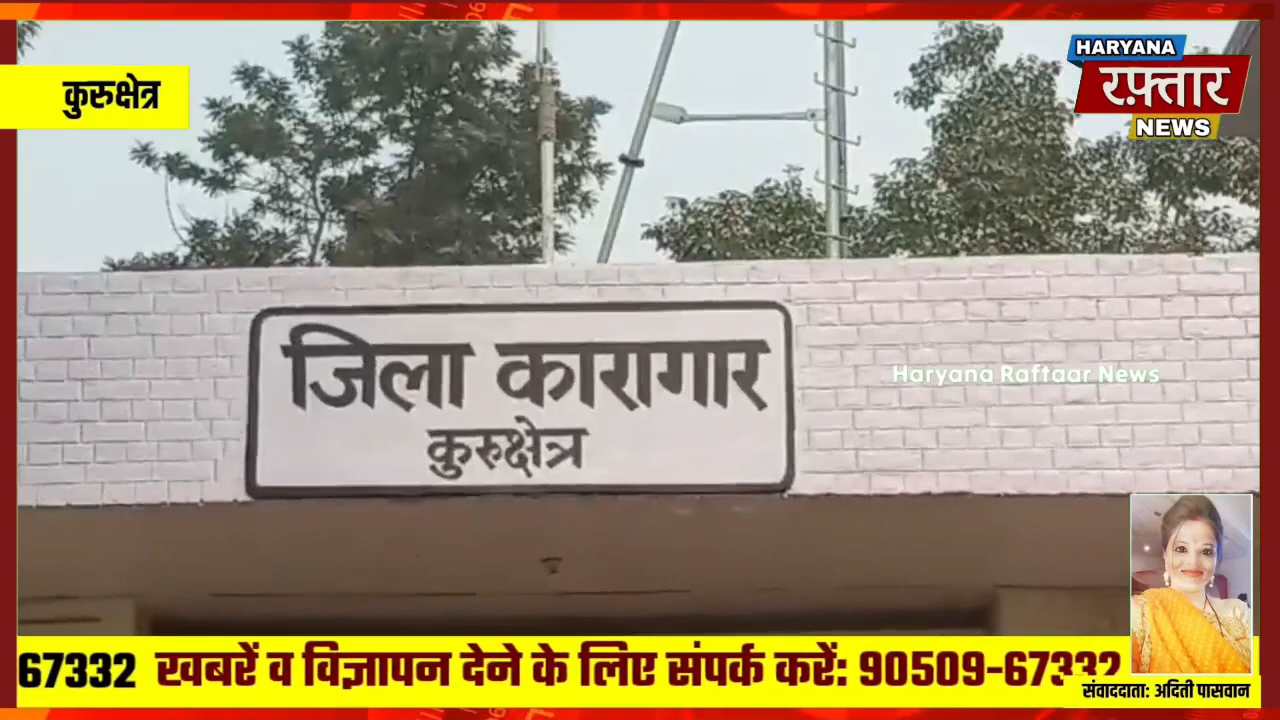 कुरुक्षेत्र
HARYANA
रफ़्तार
NEWS
जिला कारागार
कुरुक्षेत्र
Haryana Raftaar News
67332 खबरें व विज्ञापन देने के लिए संपर्क करें: 90509-67332
संवाददाता: अदिती पासवान